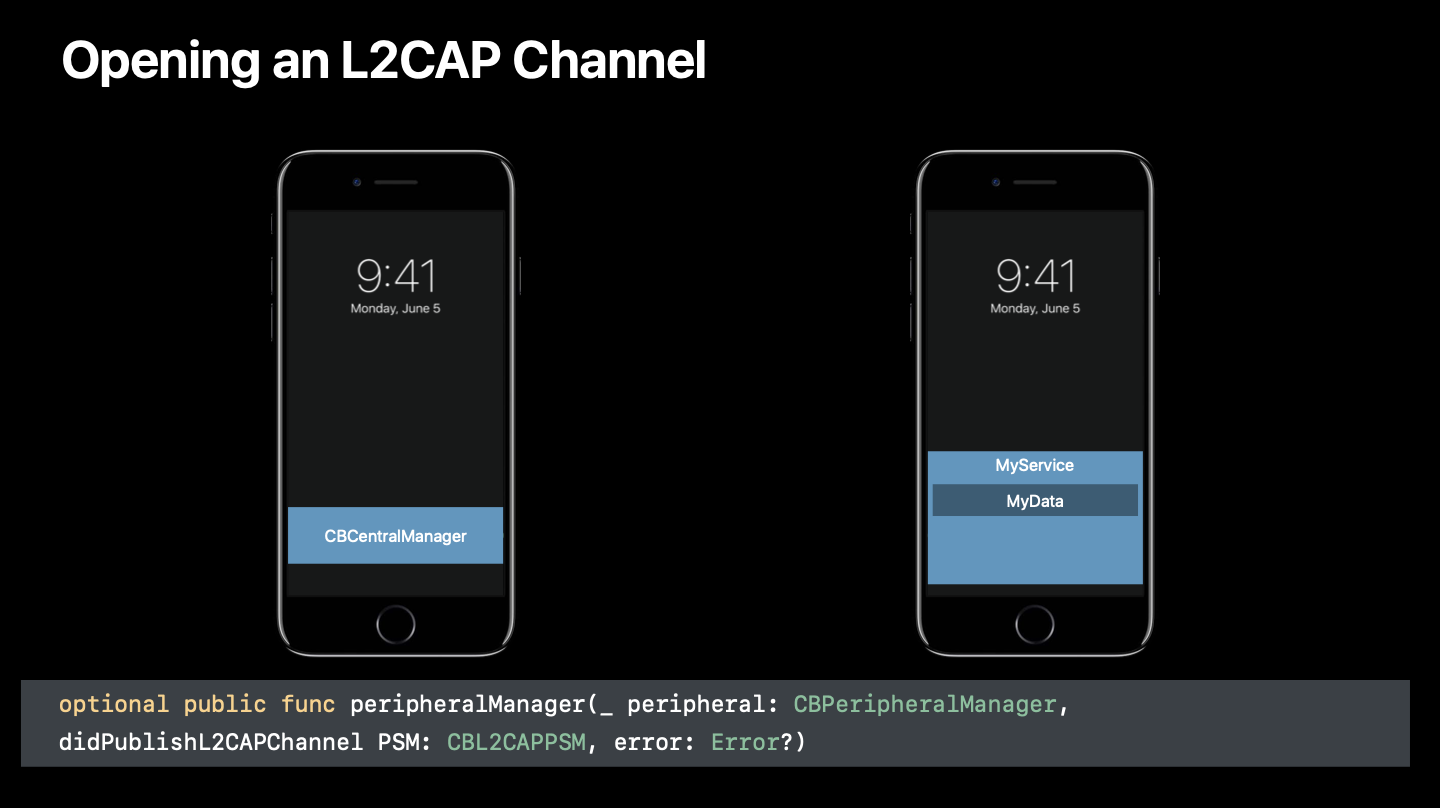 Opening an L2CAP Channel
9:41
Monday, June 5
CBCentralManager
9:41
Monday, June 5
MyService
MyData
optional public func peripheralManager(_ peripheral: CBPeripheralManager,
didPublishL2CAPChannel PSM: CBL2CAPPSM, error: Error?)